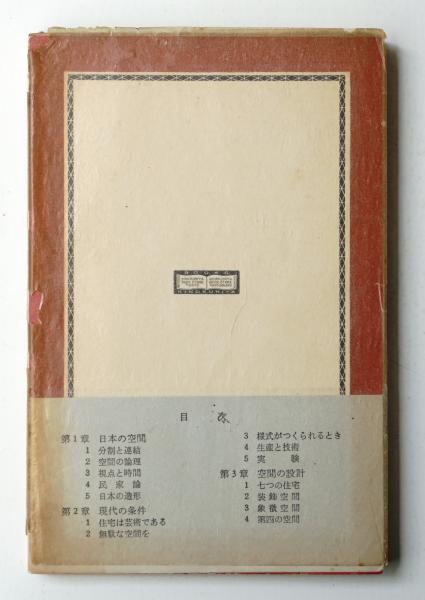 BOOKS
KINOKUNIYA
目次
第1章 日本の空間
1 分割と連結
2 空間の論理
3 視点と時間
4 民家論
5 日本の造形
第2章 現代の条件
1 住宅は芸術である
2 無駄な空間を
3 様式がつくられるとき
4 生産と技術
5 実験
第3章 空間の設計
1 七つの住宅
2 装飾空間
3 象徴空間
4 第四の空間